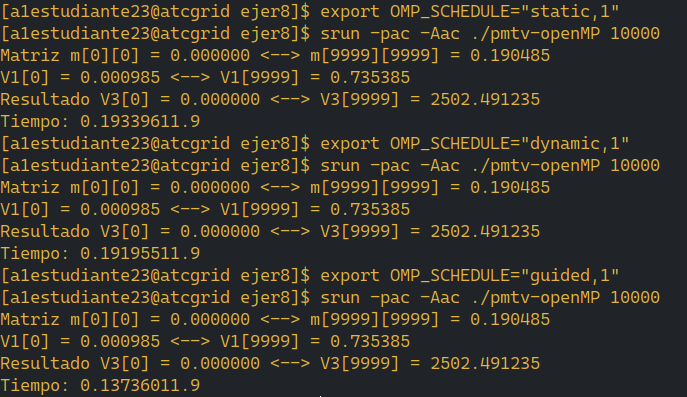 [a1estudiante23@atcgrid ejer8]$ export OMP_SCHEDULE="static,1"
[a1estudiante23@atcgrid ejer8]$ srun -pac -Aac ./pmtv-openMP 10000
Matriz m[0][0] = 0.000000 <--> m[9999][9999] = 0.190485
V1[0] = 0.000985 <--> V1[9999] = 0.735385
Resultado V3[0] = 0.000000 <--> V3[9999] = 2502.491235
Tiempo: 0.19339611.9
[a1estudiante23@atcgrid ejer8]$ export OMP_SCHEDULE="dynamic,1"
[a1estudiante23@atcgrid ejer8]$ srun -pac -Aac ./pmtv-openMP 10000
Matriz m[0][0] = 0.000000 <--> m[9999][9999] = 0.190485
V1[0] = 0.000985 <--> V1[9999] = 0.735385
Resultado V3[0] = 0.000000 <--> V3[9999] = 2502.491235
Tiempo: 0.19195511.9
[a1estudiante23@atcgrid ejer8]$ export OMP_SCHEDULE="guided,1"
[a1estudiante23@atcgrid ejer8]$ srun -pac -Aac ./pmtv-openMP 10000
Matriz m[0][0] = 0.000000 <--> m[9999][9999] = 0.190485
V1[0] = 0.000985 <--> V1[9999] = 0.735385
Resultado V3[0] = 0.000000 <--> V3[9999] = 2502.491235
Tiempo: 0.13736011.9